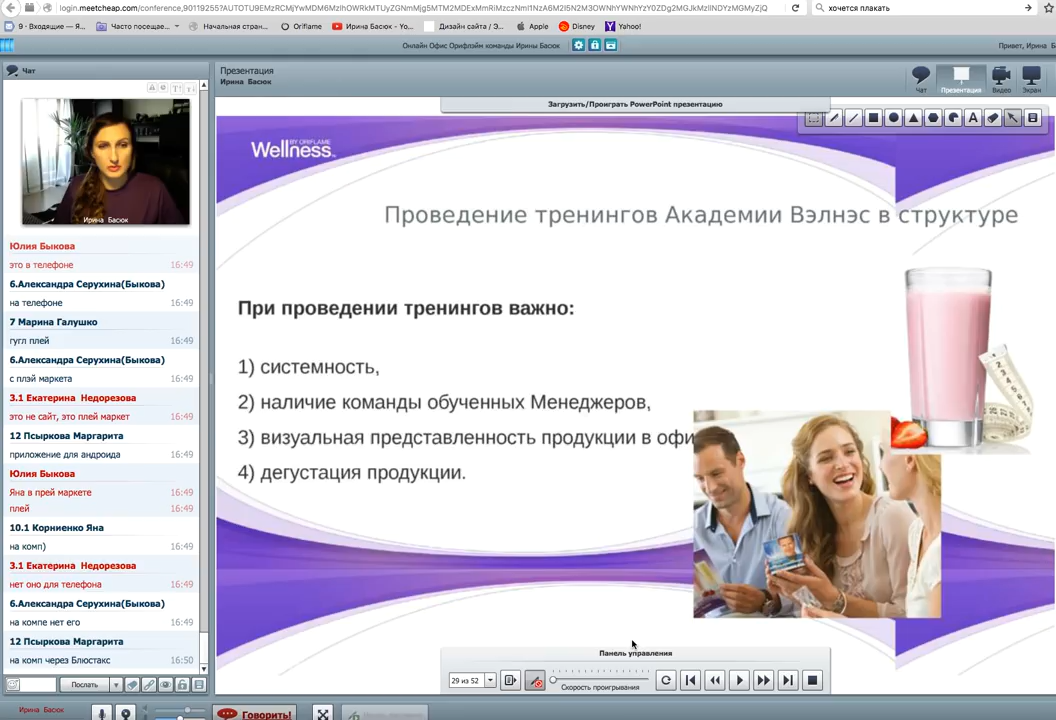 хочется плакать
9 - Входящие — Я...
Часто посещае...
Начальная стран...
Oriflame
Ирина Басюк - Yo...
Дизайн сайта / Э...
Apple
Disney
Yahoo!
Онлайн Офис Орифлэйм команды Ирины Басюк
Привет, Ирина Б
Чат
Ирина Басюк
Юлия Быкова
это в телефоне 16:49
6.Александра Серухина(Быкова)
на телефоне 16:49
7 Марина Галушко
гугл плей 16:49
6.Александра Серухина(Быкова)
с плэй маркета 16:49
3.1 Екатерина Недорезова
это не сайт, это плей маркет 16:49
12 Псыркова Маргарита
приложение для андроида 16:49
Юлия Быкова
Яна в прей маркете 16:49
плей 16:49
10.1 Корниенко Яна
на комп) 16:49
3.1 Екатерина Недорезова
нет оно для телефона 16:49
6.Александра Серухина(Быкова)
на компе нет его 16:49
12 Псыркова Маргарита
на комп через Блюстакс 16:50
Послать
Ирина Басюк
Говорить!
Презентация
Ирина Басюк
Чат
Презентация
Видео
Экран
Загрузить/Проиграть PowerPoint презентацию
BY ORIFLAME
Wellness
Проведение тренингов Академии Вэлнэс в структуре
При проведении тренингов важно:
1) системность,
2) наличие команды обученных Менеджеров,
3) визуальная представленность продукции в офи
4) дегустация продукции.
Панель управления
29 из 52
Скорость проигрывания